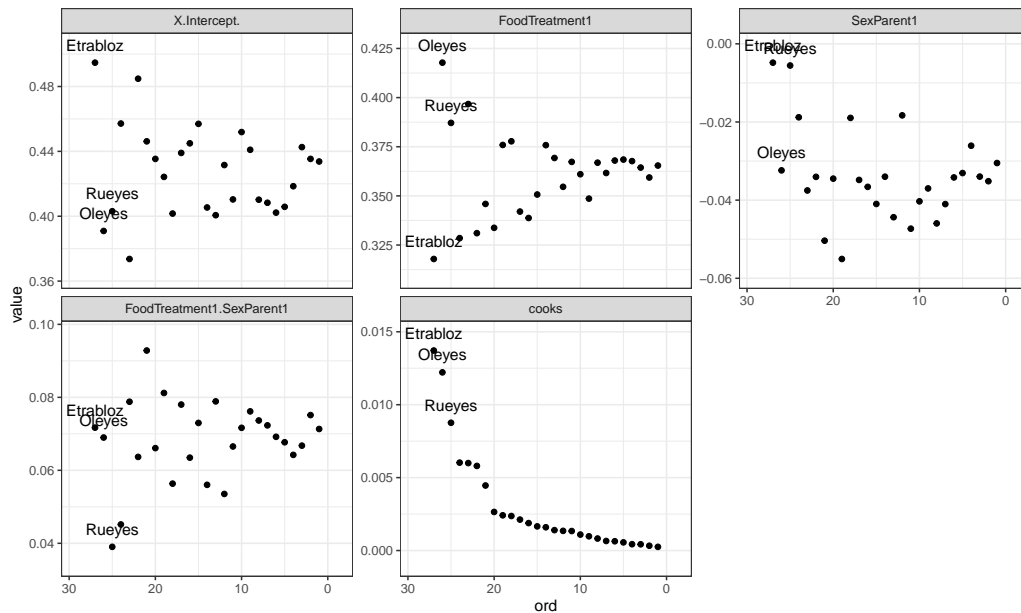 X.Intercept.
FoodTreatment1
SexParent1
Etrabloz
Rueyes
Oleyes
0.48
0.44
0.40
0.36
Oleyes
Rueyes
Etrabloz
0.425
0.400
0.375
0.350
0.325
Etrabloz
Rueyes
Oleyes
0.00
−0.02
−0.04
−0.06
30
20
10
0
FoodTreatment1.SexParent1
cooks
Etrabloz
Oleyes
Rueyes
0.10
0.08
0.06
0.04
30
20
10
0
Etrabloz
Oleyes
Rueyes
0.015
0.010
0.005
0.000
30
20
10
0
value
ord